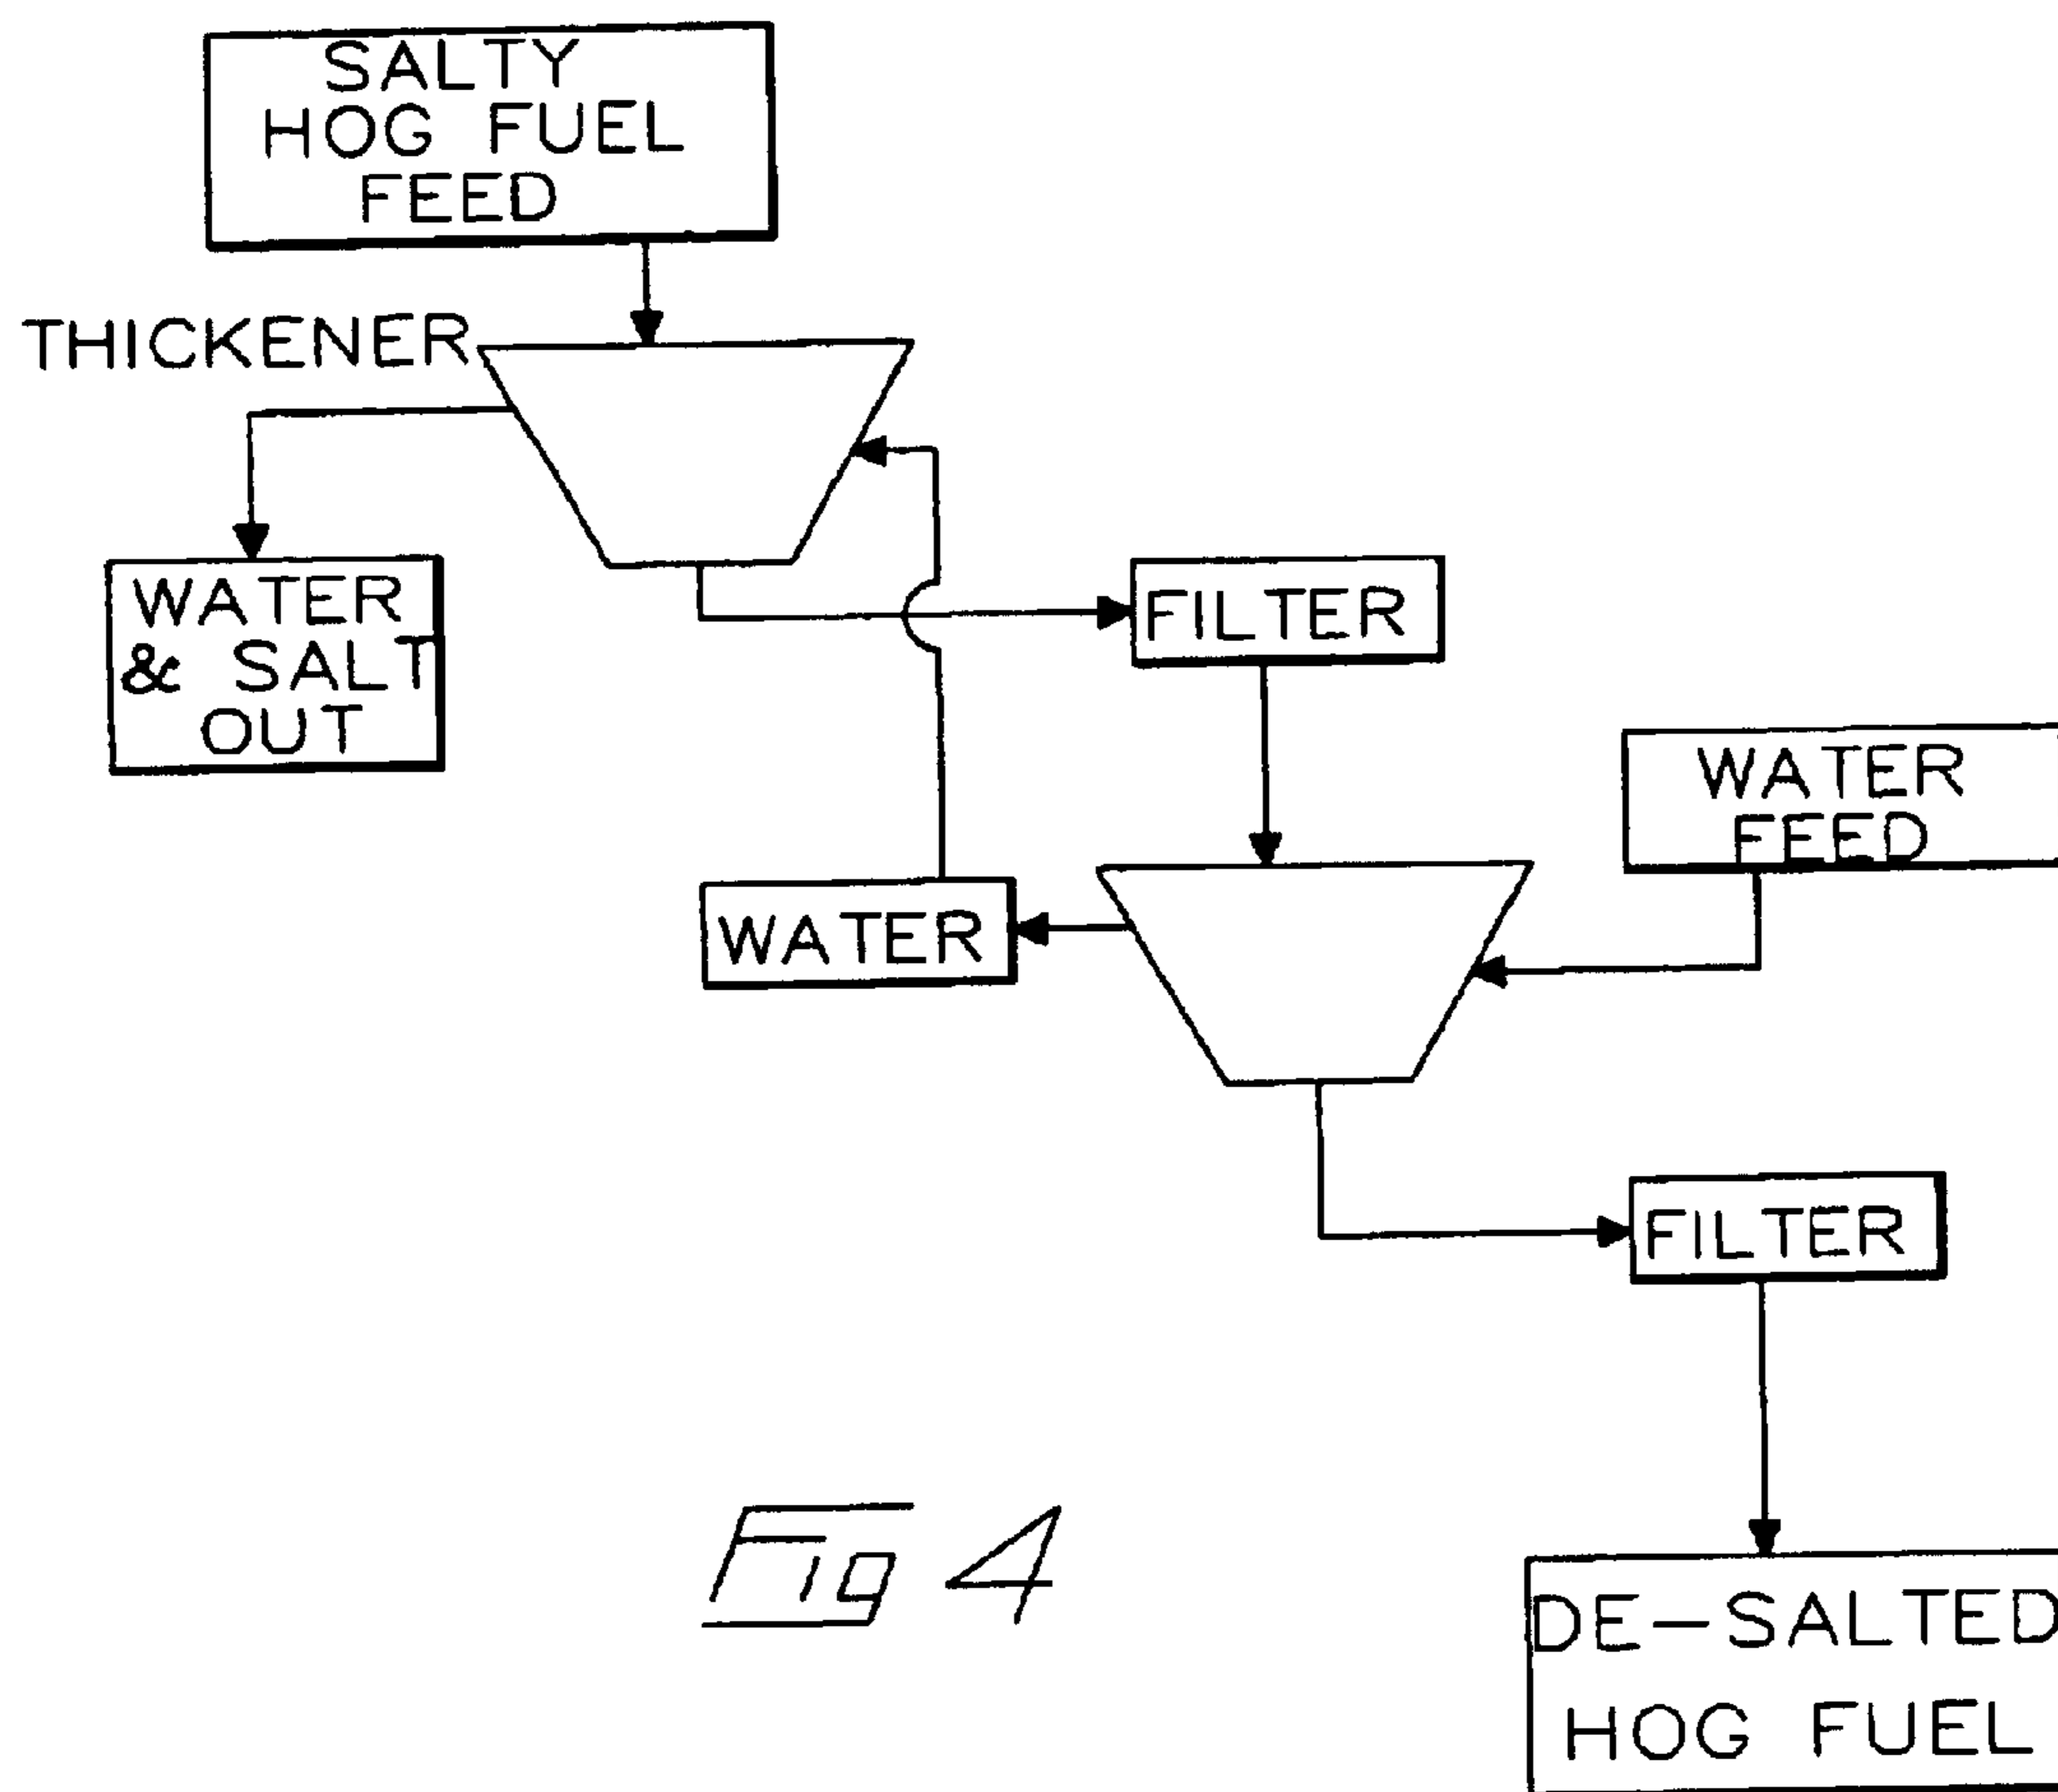 SALTY
HOG FUEL
FEED
THICKENER
WATER
& SALT
OUT
FILTER
WATER
FEED
WATER
FILTER
DE-SALTED
HOG FUEL
Fig 4